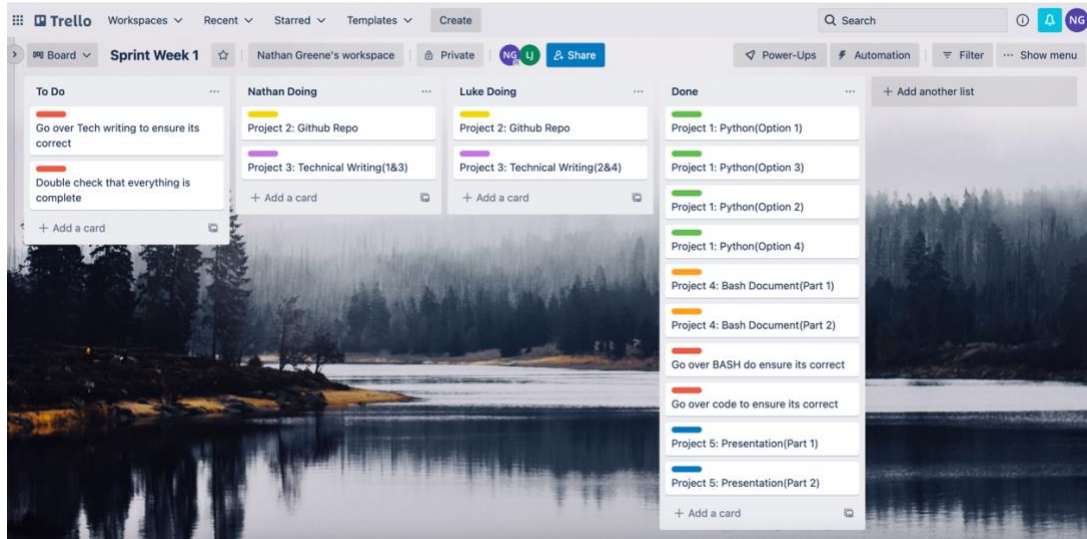 Trello Workspaces Recent Starred Templates Create Search NG
Board Sprint Week 1 Nathan Greene's workspace Private NG LJ Share Power-Ups Automation Filter ... Show menu
To Do
Go over Tech writing to ensure its
correct
Double check that everything is
complete
+ Add a card
Nathan Doing
Project 2: Github Repo
Project 3: Technical Writing(1&3)
+ Add a card
Luke Doing
Project 2: Github Repo
Project 3: Technical Writing(2&4)
+ Add a card
Done
Project 1: Python(Option 1)
Project 1: Python(Option 3)
Project 1: Python(Option 2)
Project 1: Python(Option 4)
Project 4: Bash Document(Part 1)
Project 4: Bash Document(Part 2)
Go over BASH do ensure its correct
Go over code to ensure its correct
Project 5: Presentation(Part 1)
Project 5: Presentation(Part 2)
+ Add a card
+ Add another list